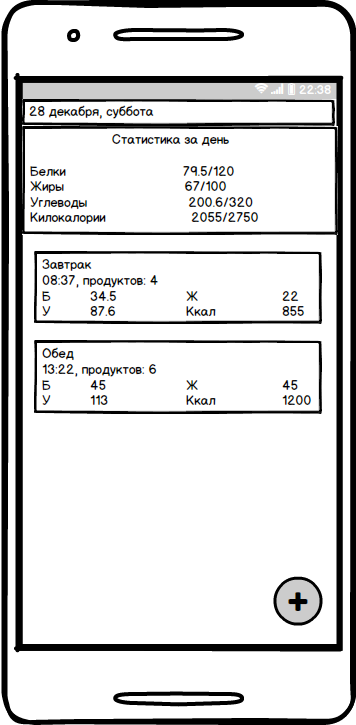 22:38
28 декабря, суббота
Статистика за день
Белки 79.5/120
Жиры 67/100
Углеводы 200.6/320
Килокалории 2055/2750
Завтрак
08:37, продуктов: 4
Б 34.5 Ж 22
У 87.6 Ккал 855
Обед
13:22, продуктов: 6
Б 45 Ж 45
У 113 Ккал 1200
+